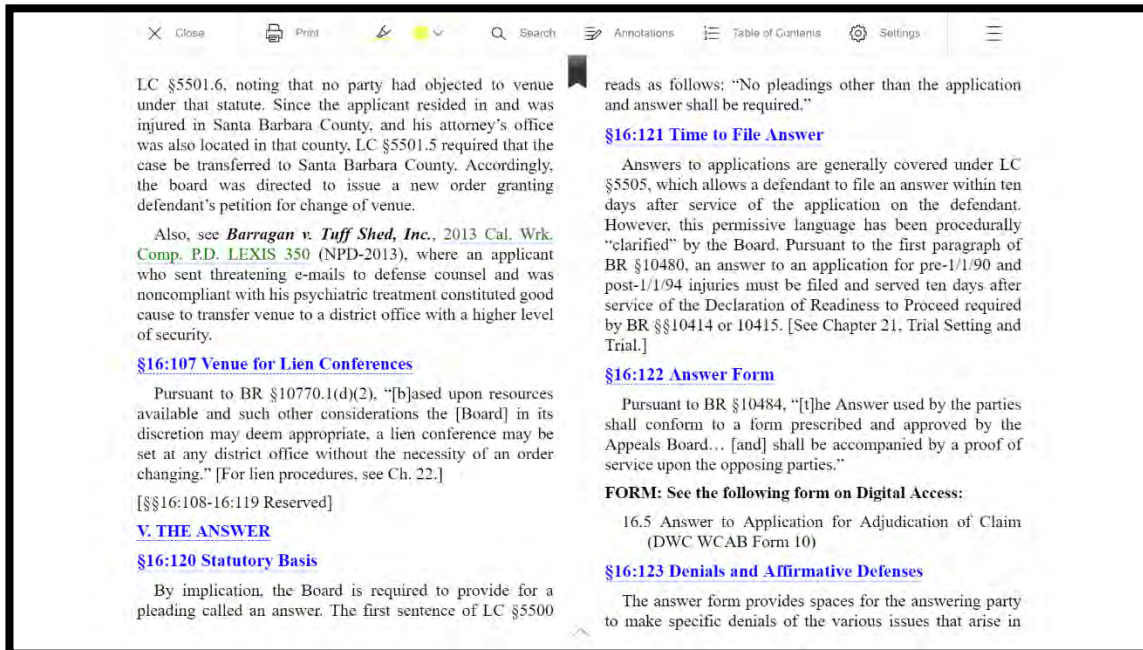 Close Print Search Annotations Table of Contents Settings
LC §5501.6, noting that no party had objected to venue
under that statute. Since the applicant resided in and was
injured in Santa Barbara County, and his attorney’s office
was also located in that county, LC §5501.5 required that the
case be transferred to Santa Barbara County. Accordingly,
the board was directed to issue a new order granting
defendant’s petition for change of venue.
Also, see Barragan v. Tuff Shed, Inc., 2013 Cal. Wrk.
Comp. P.D. LEXIS 350 (NPD-2013), where an applicant
who sent threatening e-mails to defense counsel and was
noncompliant with his psychiatric treatment constituted good
cause to transfer venue to a district office with a higher level
of security.
§16:107 Venue for Lien Conferences
Pursuant to BR §10770.1(d)(2), “[b]ased upon resources
available and such other considerations the [Board] in its
discretion may deem appropriate, a lien conference may be
set at any district office without the necessity of an order
changing.” [For lien procedures, see Ch. 22.]
[§§16:108-16:119 Reserved]
V. THE ANSWER
§16:120 Statutory Basis
By implication, the Board is required to provide for a
pleading called an answer. The first sentence of LC §5500
reads as follows: “No pleadings other than the application
and answer shall be required.”
§16:121 Time to File Answer
Answers to applications are generally covered under LC
§5505, which allows a defendant to file an answer within ten
days after service of the application on the defendant.
However, this permissive language has been procedurally
“clarified” by the Board. Pursuant to the first paragraph of
BR §10480, an answer to an application for pre-1/1/90 and
post-1/1/94 injuries must be filed and served ten days after
service of the Declaration of Readiness to Proceed required
by BR §§10414 or 10415. [See Chapter 21, Trial Setting and
Trial.]
§16:122 Answer Form
Pursuant to BR §10484, “[t]he Answer used by the parties
shall conform to a form prescribed and approved by the
Appeals Board… [and] shall be accompanied by a proof of
service upon the opposing parties.”
FORM: See the following form on Digital Access:
16.5 Answer to Application for Adjudication of Claim
(DWC WCAB Form 10)
§16:123 Denials and Affirmative Defenses
The answer form provides spaces for the answering party
to make specific denials of the various issues that arise in